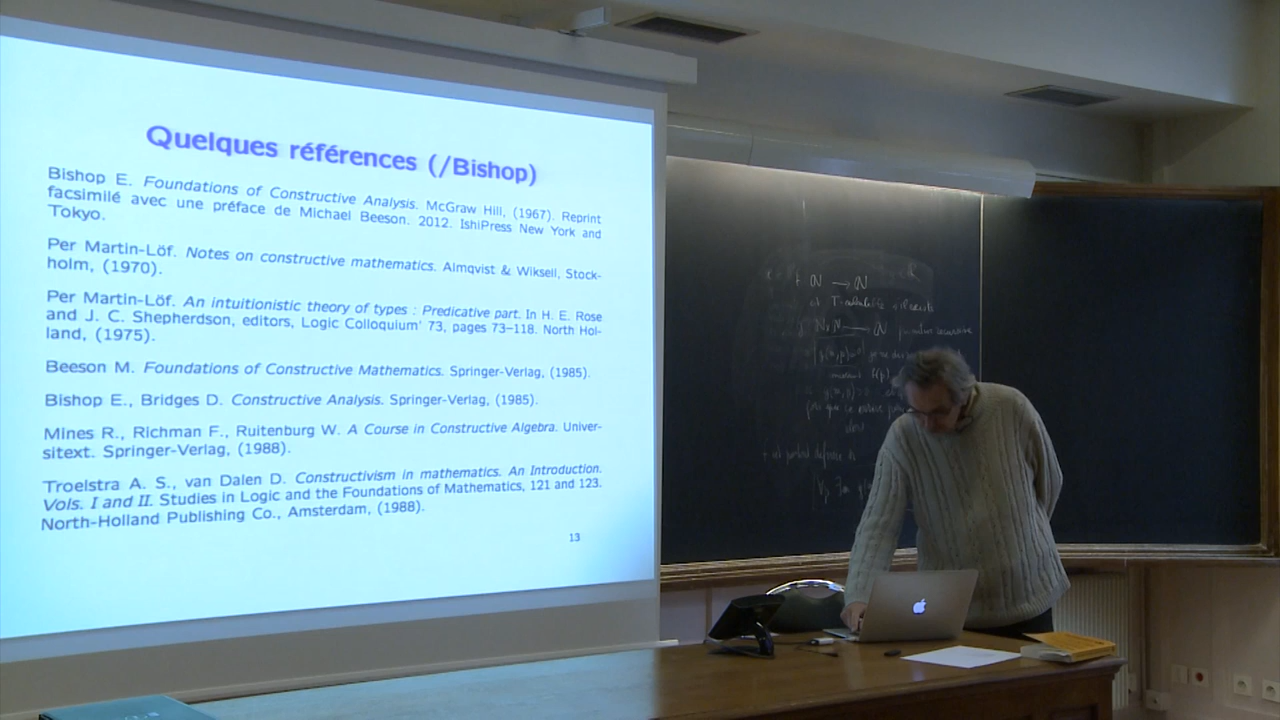 Quelques références (/Bishop)
Bishop E. Foundations of Constructive Analysis. McGraw Hill, (1967). Reprint
facsimilé avec une préface de Michael Beeson. 2012. IshiPress New York and
Tokyo.
Per Martin-Löf. Notes on constructive mathematics. Almqvist & Wiksell, Stock-
holm, (1970).
Per Martin-Löf. An intuitionistic theory of types : Predicative part. In H. E. Rose
and J. C. Shepherdson, editors, Logic Colloquium' 73, pages 73–118. North Hol-
land, (1975).
Beeson M. Foundations of Constructive Mathematics. Springer-Verlag, (1985).
Bishop E., Bridges D. Constructive Analysis. Springer-Verlag, (1985).
Mines R., Richman F., Ruitenburg W. A Course in Constructive Algebra. Univer-
sitext. Springer-Verlag, (1988).
Troelstra A. S., van Dalen D. Constructivism in mathematics. An Introduction.
Vols. I and II. Studies in Logic and the Foundations of Mathematics, 121 and 123.
North-Holland Publishing Co., Amsterdam, (1988).
13
f N → N
N × N → N